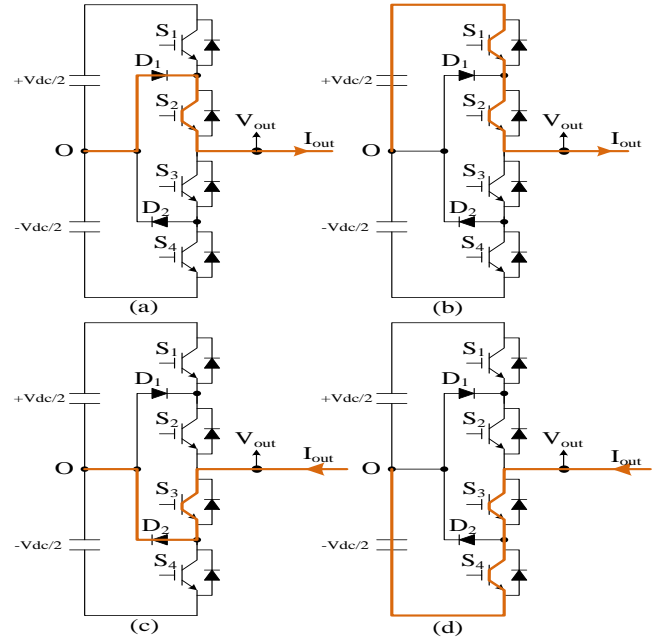 S1
D1
+Vdc/2
S2
Vout
Iout
O
S3
D2
-Vdc/2
S4
(a)
S1
D1
+Vdc/2
S2
Vout
Iout
O
S3
D2
-Vdc/2
S4
(b)
S1
D1
+Vdc/2
S2
Vout
Iout
O
S3
D2
-Vdc/2
S4
(c)
S1
D1
+Vdc/2
S2
Vout
Iout
O
S3
D2
-Vdc/2
S4
(d)